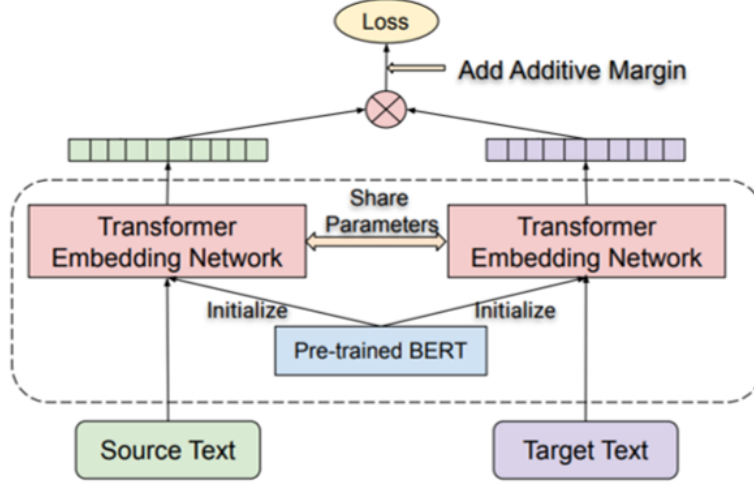 Loss
Add Additive Margin
Share
Parameters
Transformer
Embedding Network
Transformer
Embedding Network
Initialize
Initialize
Pre-trained BERT
Source Text
Target Text